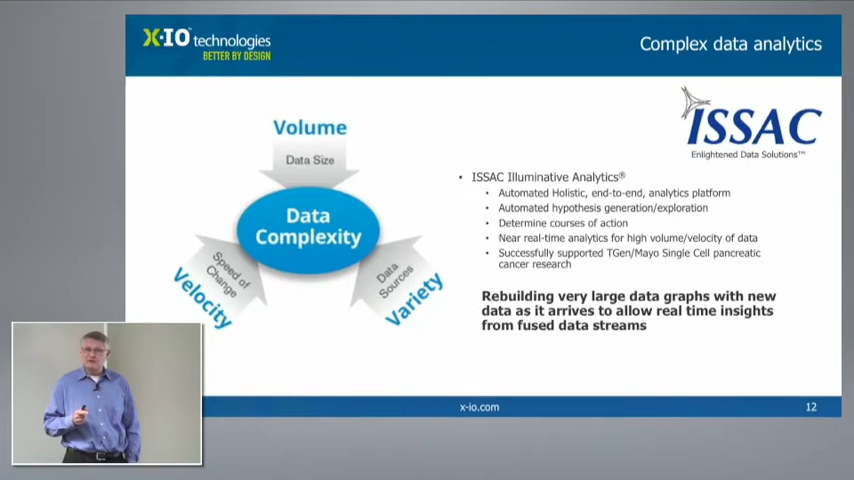 X-IO technologies
BETTER BY DESIGN
Complex data analytics
Volume
Data Size
Data
Complexity
Speed of
Change
Velocity
Data
Sources
Variety
ISSAC
Enlightened Data Solutions™
• ISSAC Illuminative Analytics®
• Automated Holistic, end-to-end, analytics platform
• Automated hypothesis generation/exploration
• Determine courses of action
• Near real-time analytics for high volume/velocity of data
• Successfully supported TGen/Mayo Single Cell pancreatic
cancer research
Rebuilding very large data graphs with new
data as it arrives to allow real time insights
from fused data streams
x-io.com
12